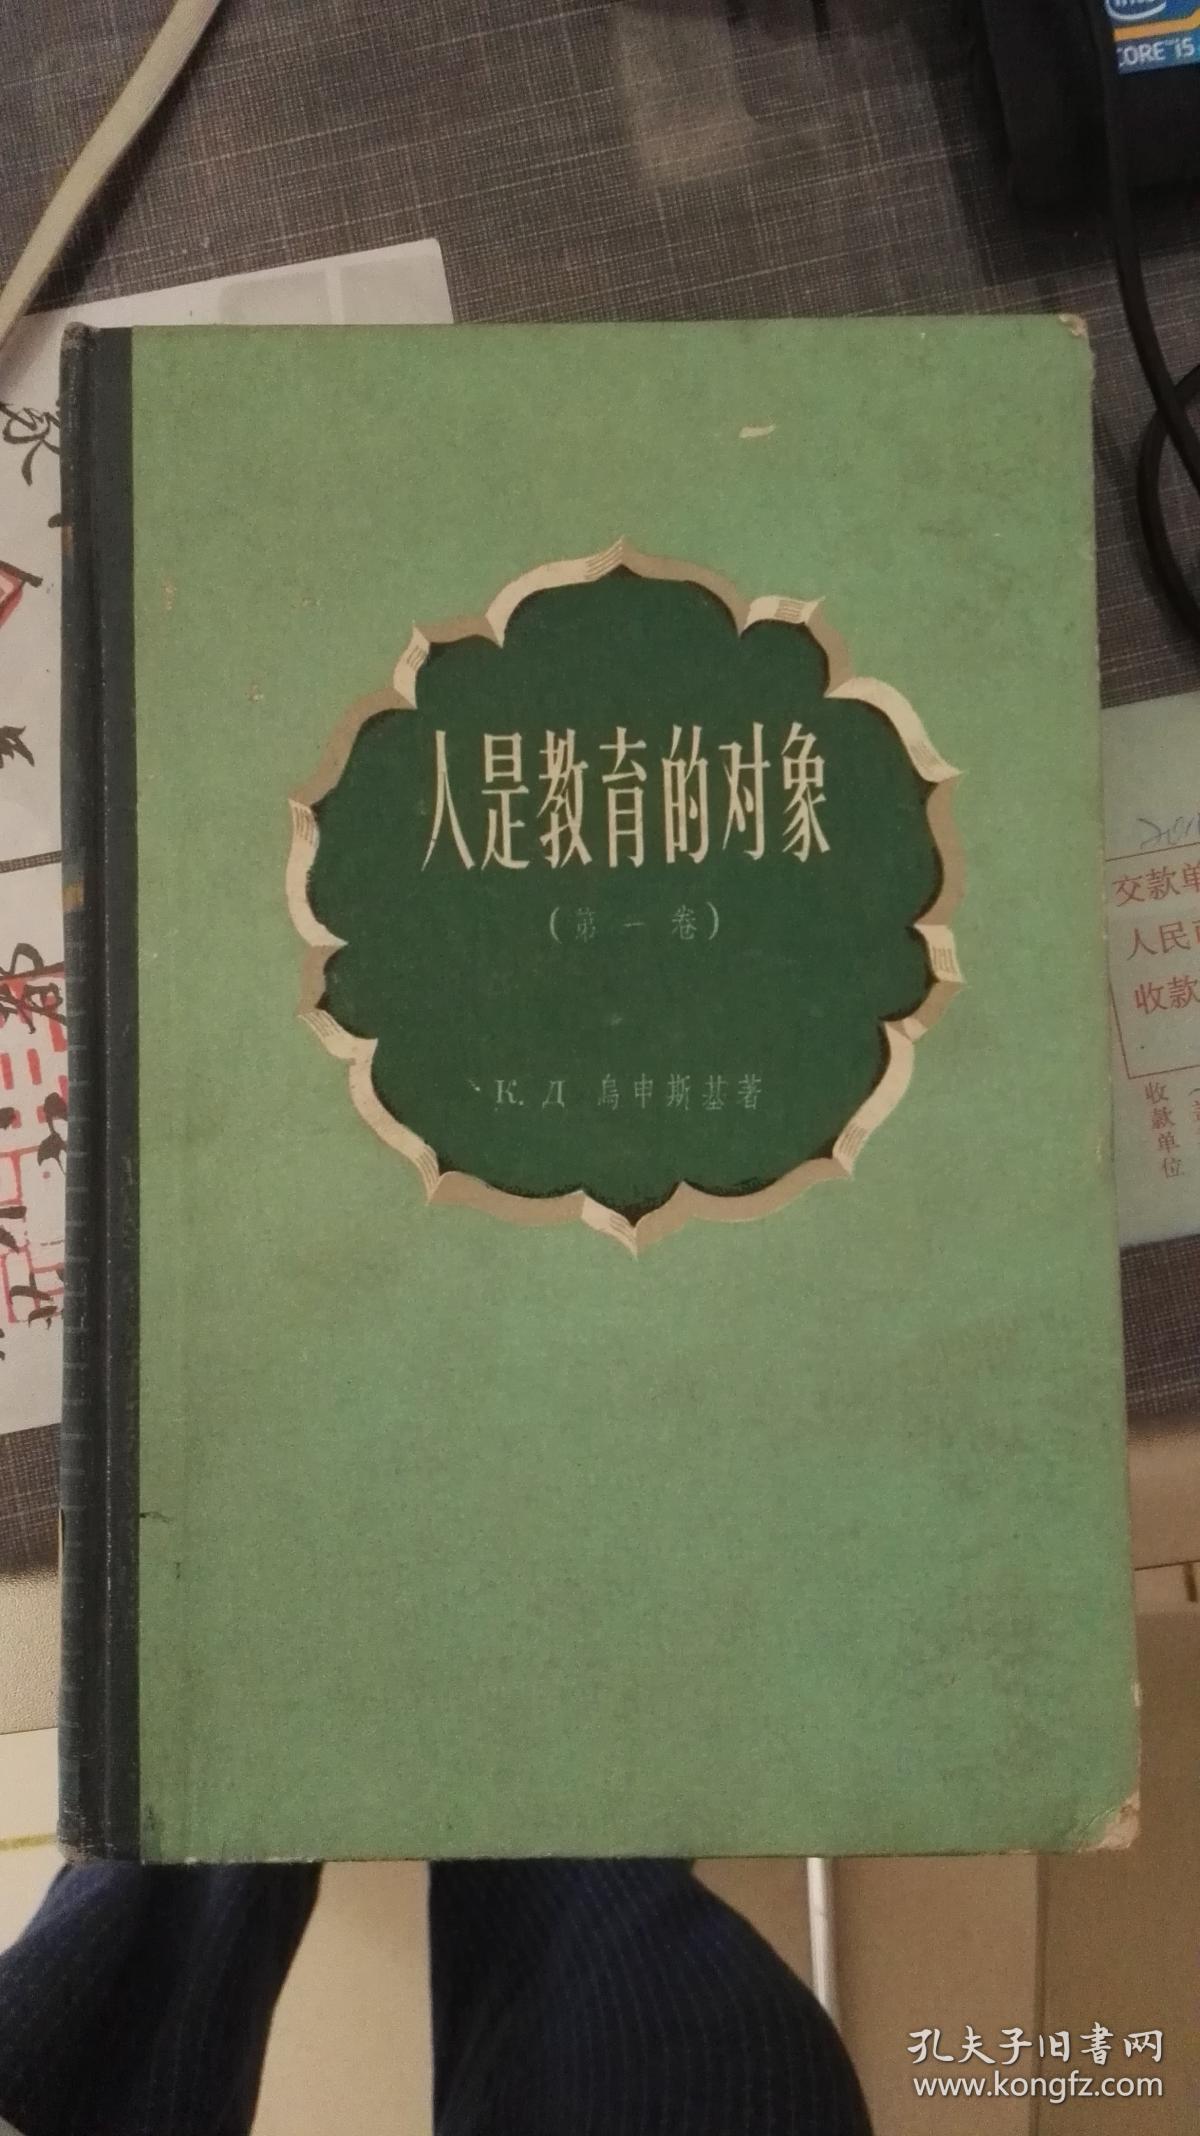 CORE i5
人是教育的对象
(第一卷)
К. Д 烏申斯基著
交款单
人民
收款
收款单位
孔夫子旧書网
www.kongfz.com